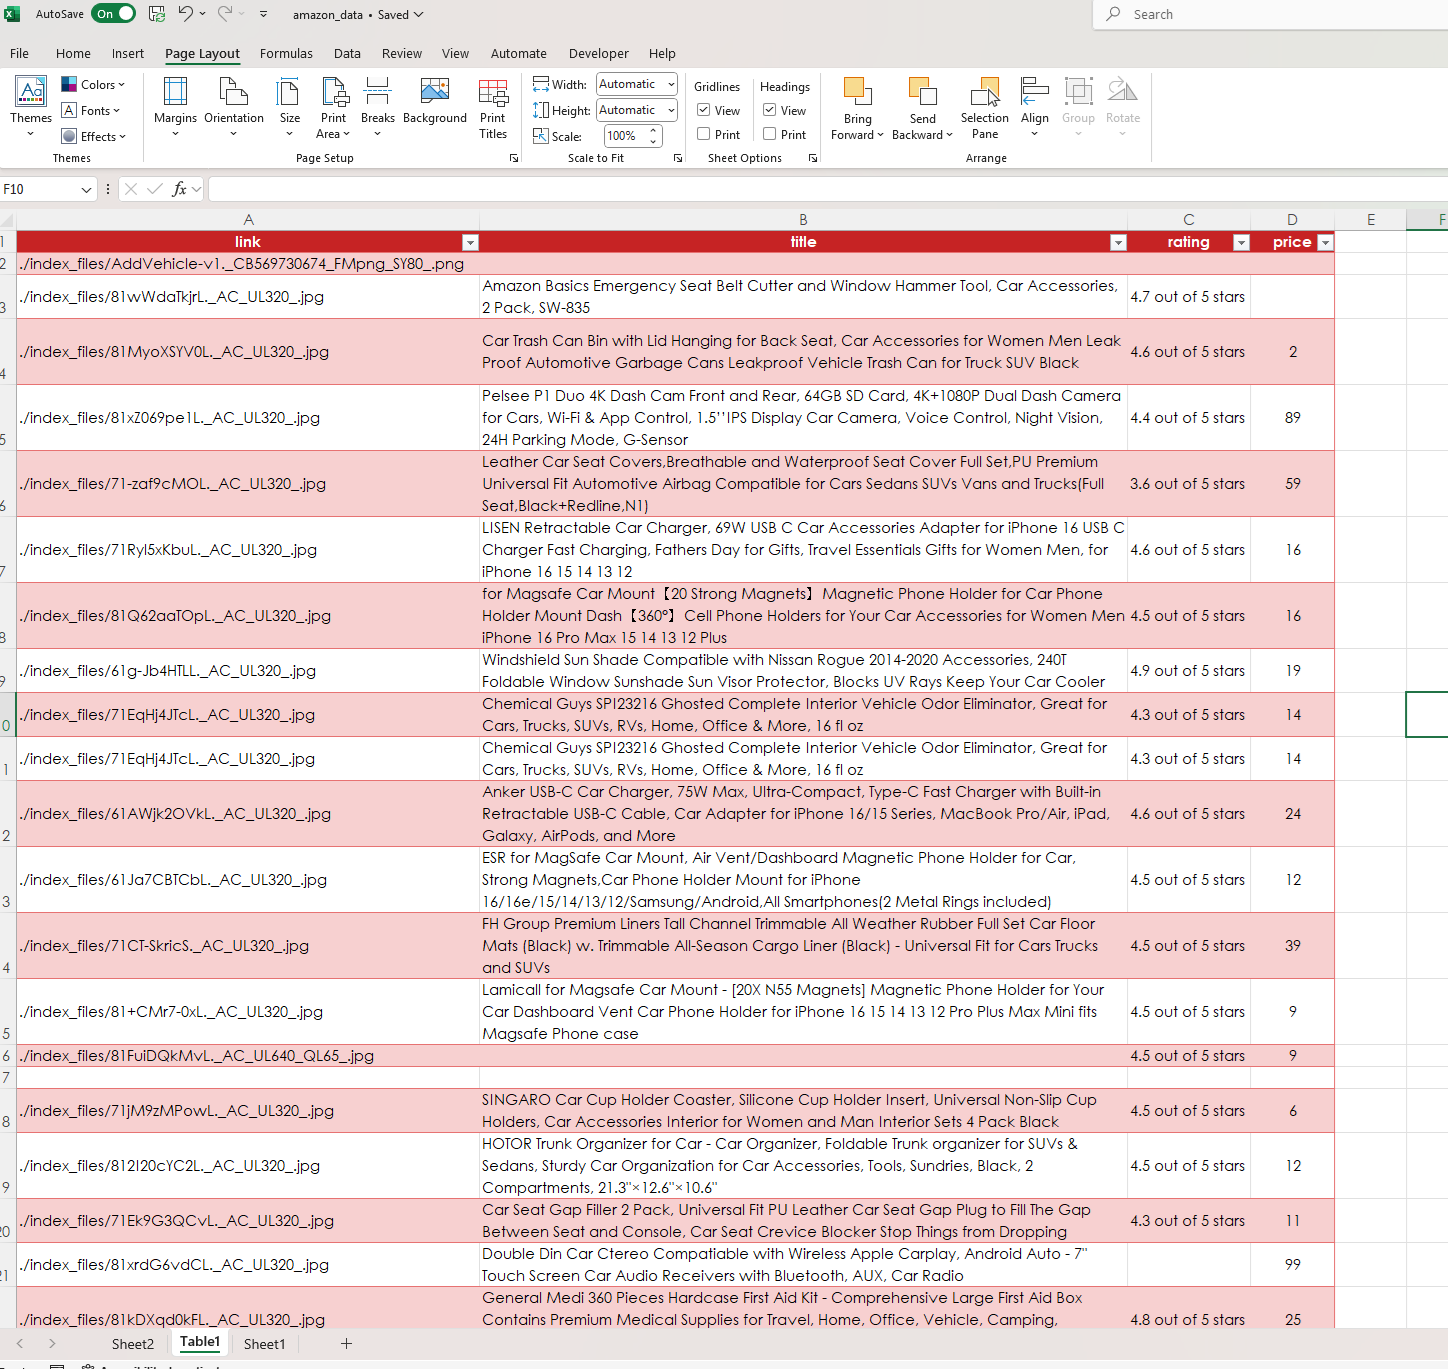 AutoSave On amazon_data • Saved Search
File Home Insert Page Layout Formulas Data Review View Automate Developer Help
Themes Colors Fonts Effects
Margins Orientation Size Print Area Breaks Background Print Titles
Width: Automatic
Height: Automatic
Scale: 100%
Gridlines View Print
Headings View Print
Bring Forward Send Backward Selection Pane Align Group Rotate
Themes Page Setup Scale to Fit Sheet Options Arrange
F10 fx
A B C D E F
1 link title rating price
2 ./index_files/AddVehicle-v1._CB569730674_FMpng_SY80_.png
3 ./index_files/81wWdaTkjrL._AC_UL320_.jpg
Amazon Basics Emergency Seat Belt Cutter and Window Hammer Tool, Car Accessories,
2 Pack, SW-835
4.7 out of 5 stars
4 ./index_files/81MyoXSYV0L._AC_UL320_.jpg
Car Trash Can Bin with Lid Hanging for Back Seat, Car Accessories for Women Men Leak
Proof Automotive Garbage Cans Leakproof Vehicle Trash Can for Truck SUV Black
4.6 out of 5 stars 2
5 ./index_files/81xZ069pe1L._AC_UL320_.jpg
Pelsee P1 Duo 4K Dash Cam Front and Rear, 64GB SD Card, 4K+1080P Dual Dash Camera
for Cars, Wi-Fi & App Control, 1.5’’IPS Display Car Camera, Voice Control, Night Vision,
24H Parking Mode, G-Sensor
4.4 out of 5 stars 89
6 ./index_files/71-zaf9cMOL._AC_UL320_.jpg
Leather Car Seat Covers,Breathable and Waterproof Seat Cover Full Set,PU Premium
Universal Fit Automotive Airbag Compatible for Cars Sedans SUVs Vans and Trucks(Full
Seat,Black+Redline,N1)
3.6 out of 5 stars 59
7 ./index_files/71RyI5xKbuL._AC_UL320_.jpg
LISEN Retractable Car Charger, 69W USB C Car Accessories Adapter for iPhone 16 USB C
Charger Fast Charging, Fathers Day for Gifts, Travel Essentials Gifts for Women Men, for
iPhone 16 15 14 13 12
4.6 out of 5 stars 16
8 ./index_files/81Q62aaTOpL._AC_UL320_.jpg
for Magsafe Car Mount【20 Strong Magnets】Magnetic Phone Holder for Car Phone
Holder Mount Dash【360°】Cell Phone Holders for Your Car Accessories for Women Men
iPhone 16 Pro Max 15 14 13 12 Plus
4.5 out of 5 stars 16
9 ./index_files/61g-Jb4HTLL._AC_UL320_.jpg
Windshield Sun Shade Compatible with Nissan Rogue 2014-2020 Accessories, 240T
Foldable Window Sunshade Sun Visor Protector, Blocks UV Rays Keep Your Car Cooler
4.9 out of 5 stars 19
0 ./index_files/71EqHj4JTcL._AC_UL320_.jpg
Chemical Guys SPI23216 Ghosted Complete Interior Vehicle Odor Eliminator, Great for
Cars, Trucks, SUVs, RVs, Home, Office & More, 16 fl oz
4.3 out of 5 stars 14
1 ./index_files/71EqHj4JTcL._AC_UL320_.jpg
Chemical Guys SPI23216 Ghosted Complete Interior Vehicle Odor Eliminator, Great for
Cars, Trucks, SUVs, RVs, Home, Office & More, 16 fl oz
4.3 out of 5 stars 14
2 ./index_files/61AWjk2OVkL._AC_UL320_.jpg
Anker USB-C Car Charger, 75W Max, Ultra-Compact, Type-C Fast Charger with Built-in
Retractable USB-C Cable, Car Adapter for iPhone 16/15 Series, MacBook Pro/Air, iPad,
Galaxy, AirPods, and More
4.6 out of 5 stars 24
3 ./index_files/61Ja7CBTCbL._AC_UL320_.jpg
ESR for MagSafe Car Mount, Air Vent/Dashboard Magnetic Phone Holder for Car,
Strong Magnets,Car Phone Holder Mount for iPhone
16/16e/15/14/13/12/Samsung/Android,All Smartphones(2 Metal Rings included)
4.5 out of 5 stars 12
4 ./index_files/71CT-SkricS._AC_UL320_.jpg
FH Group Premium Liners Tall Channel Trimmable All Weather Rubber Full Set Car Floor
Mats (Black) w. Trimmable All-Season Cargo Liner (Black) - Universal Fit for Cars Trucks
and SUVs
4.5 out of 5 stars 39
5 ./index_files/81+CMr7-0xL._AC_UL320_.jpg
Lamicall for Magsafe Car Mount - [20X N55 Magnets] Magnetic Phone Holder for Your
Car Dashboard Vent Car Phone Holder for iPhone 16 15 14 13 12 Pro Plus Max Mini fits
Magsafe Phone case
4.5 out of 5 stars 9
6 ./index_files/81FuiDQkMvL._AC_UL640_QL65_.jpg 4.5 out of 5 stars 9
7
8 ./index_files/71jM9zMPowL._AC_UL320_.jpg
SINGARO Car Cup Holder Coaster, Silicone Cup Holder Insert, Universal Non-Slip Cup
Holders, Car Accessories Interior for Women and Man Interior Sets 4 Pack Black
4.5 out of 5 stars 6
9 ./index_files/812I20cYC2L._AC_UL320_.jpg
HOTOR Trunk Organizer for Car - Car Organizer, Foldable Trunk organizer for SUVs &
Sedans, Sturdy Car Organization for Car Accessories, Tools, Sundries, Black, 2
Compartments, 21.3"×12.6"×10.6"
4.5 out of 5 stars 12
20 ./index_files/71Ek9G3QCvL._AC_UL320_.jpg
Car Seat Gap Filler 2 Pack, Universal Fit PU Leather Car Seat Gap Plug to Fill The Gap
Between Seat and Console, Car Seat Crevice Blocker Stop Things from Dropping
4.3 out of 5 stars 11
21 ./index_files/81xrdG6vdCL._AC_UL320_.jpg
Double Din Car Ctereo Compatiable with Wireless Apple Carplay, Android Auto - 7"
Touch Screen Car Audio Receivers with Bluetooth, AUX, Car Radio
99
./index_files/81kDXqd0kFL._AC_UL320_.jpg
General Medi 360 Pieces Hardcase First Aid Kit - Comprehensive Large First Aid Box
Contains Premium Medical Supplies for Travel, Home, Office, Vehicle, Camping,
4.8 out of 5 stars 25
Sheet2 Table1 Sheet1 +